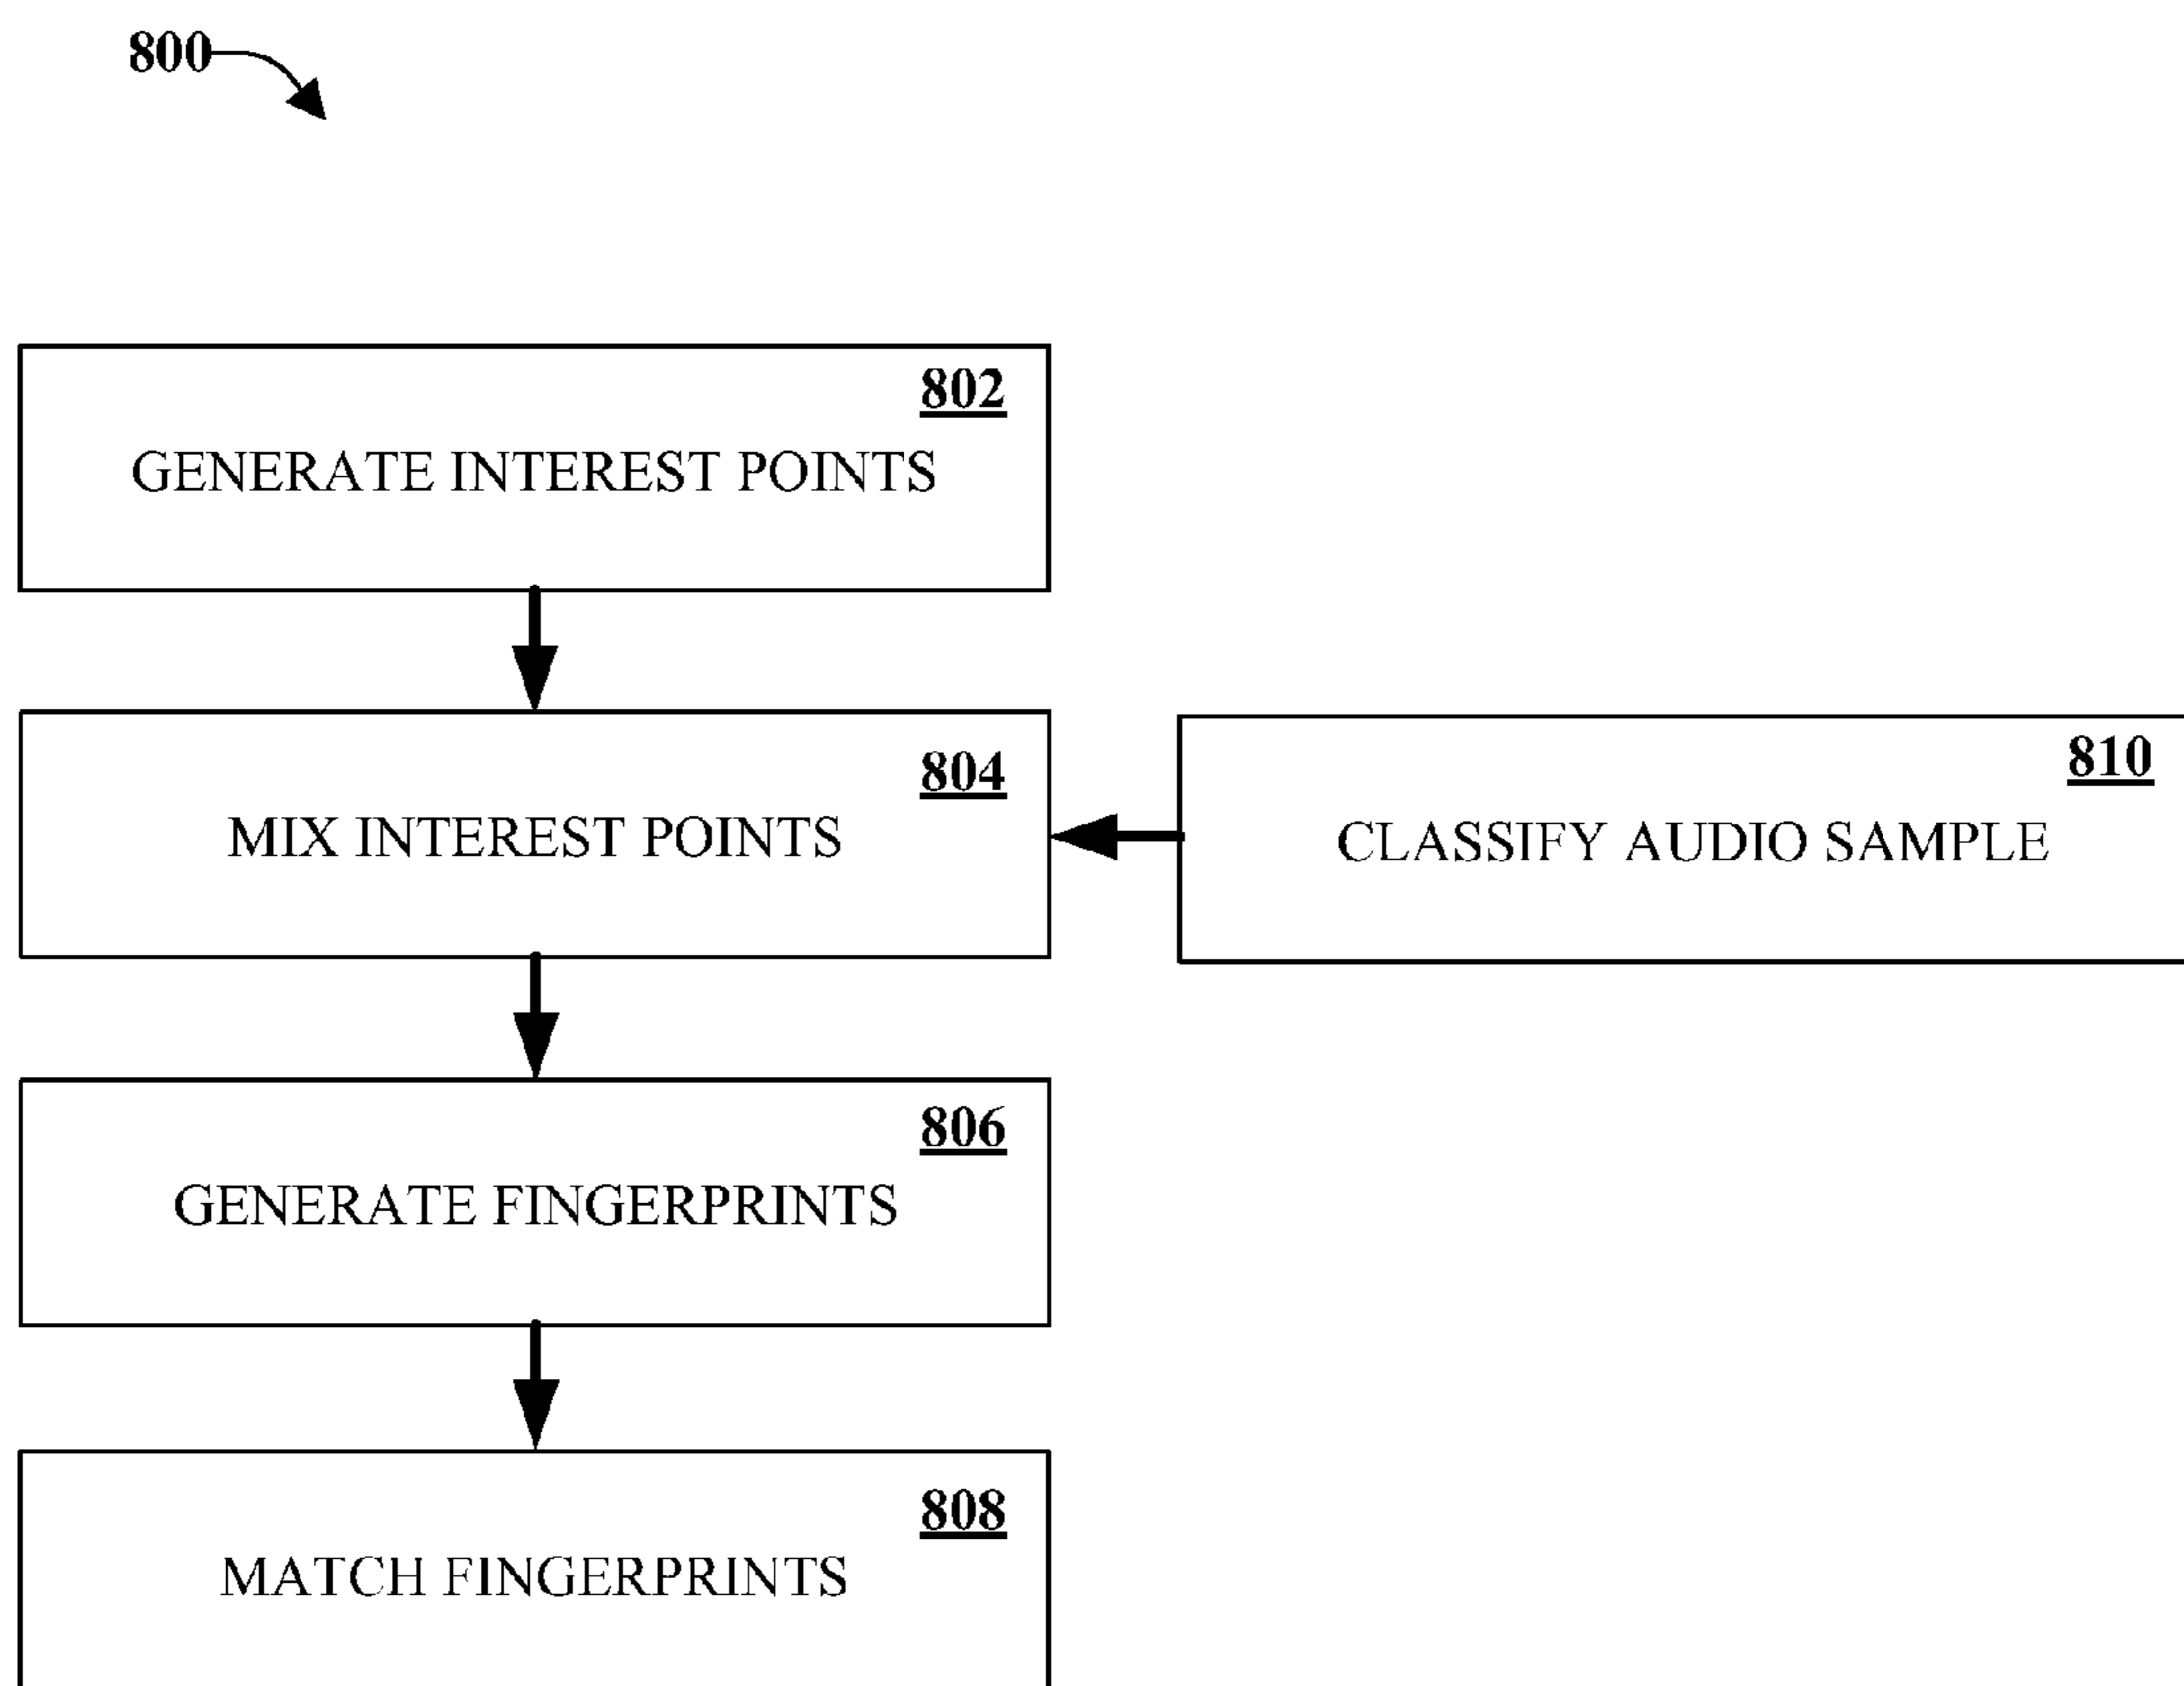 800
802
GENERATE INTEREST POINTS
804
MIX INTEREST POINTS
810
CLASSIFY AUDIO SAMPLE
806
GENERATE FINGERPRINTS
808
MATCH FINGERPRINTS